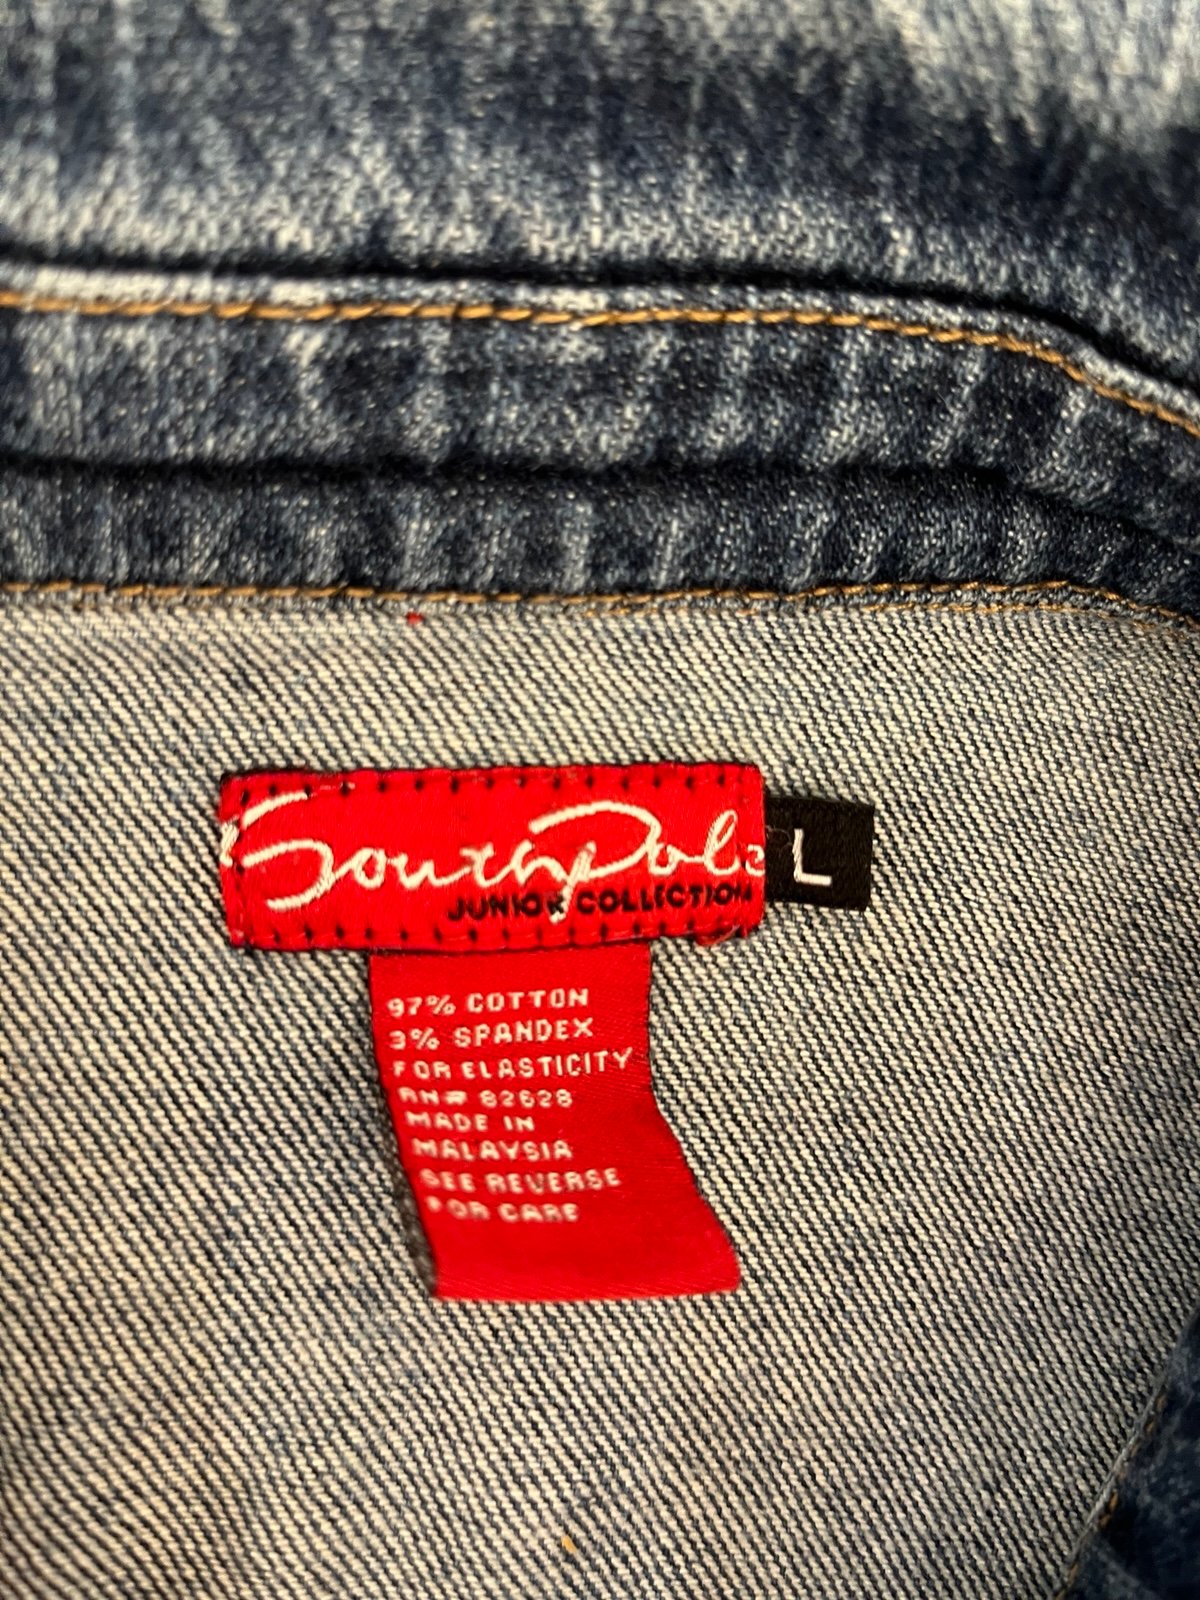 SouthPole
JUNIOR COLLECTION
L
97% COTTON
3% SPANDEX
FOR ELASTICITY
RN# 82628
MADE IN
MALAYSIA
SEE REVERSE
FOR CARE